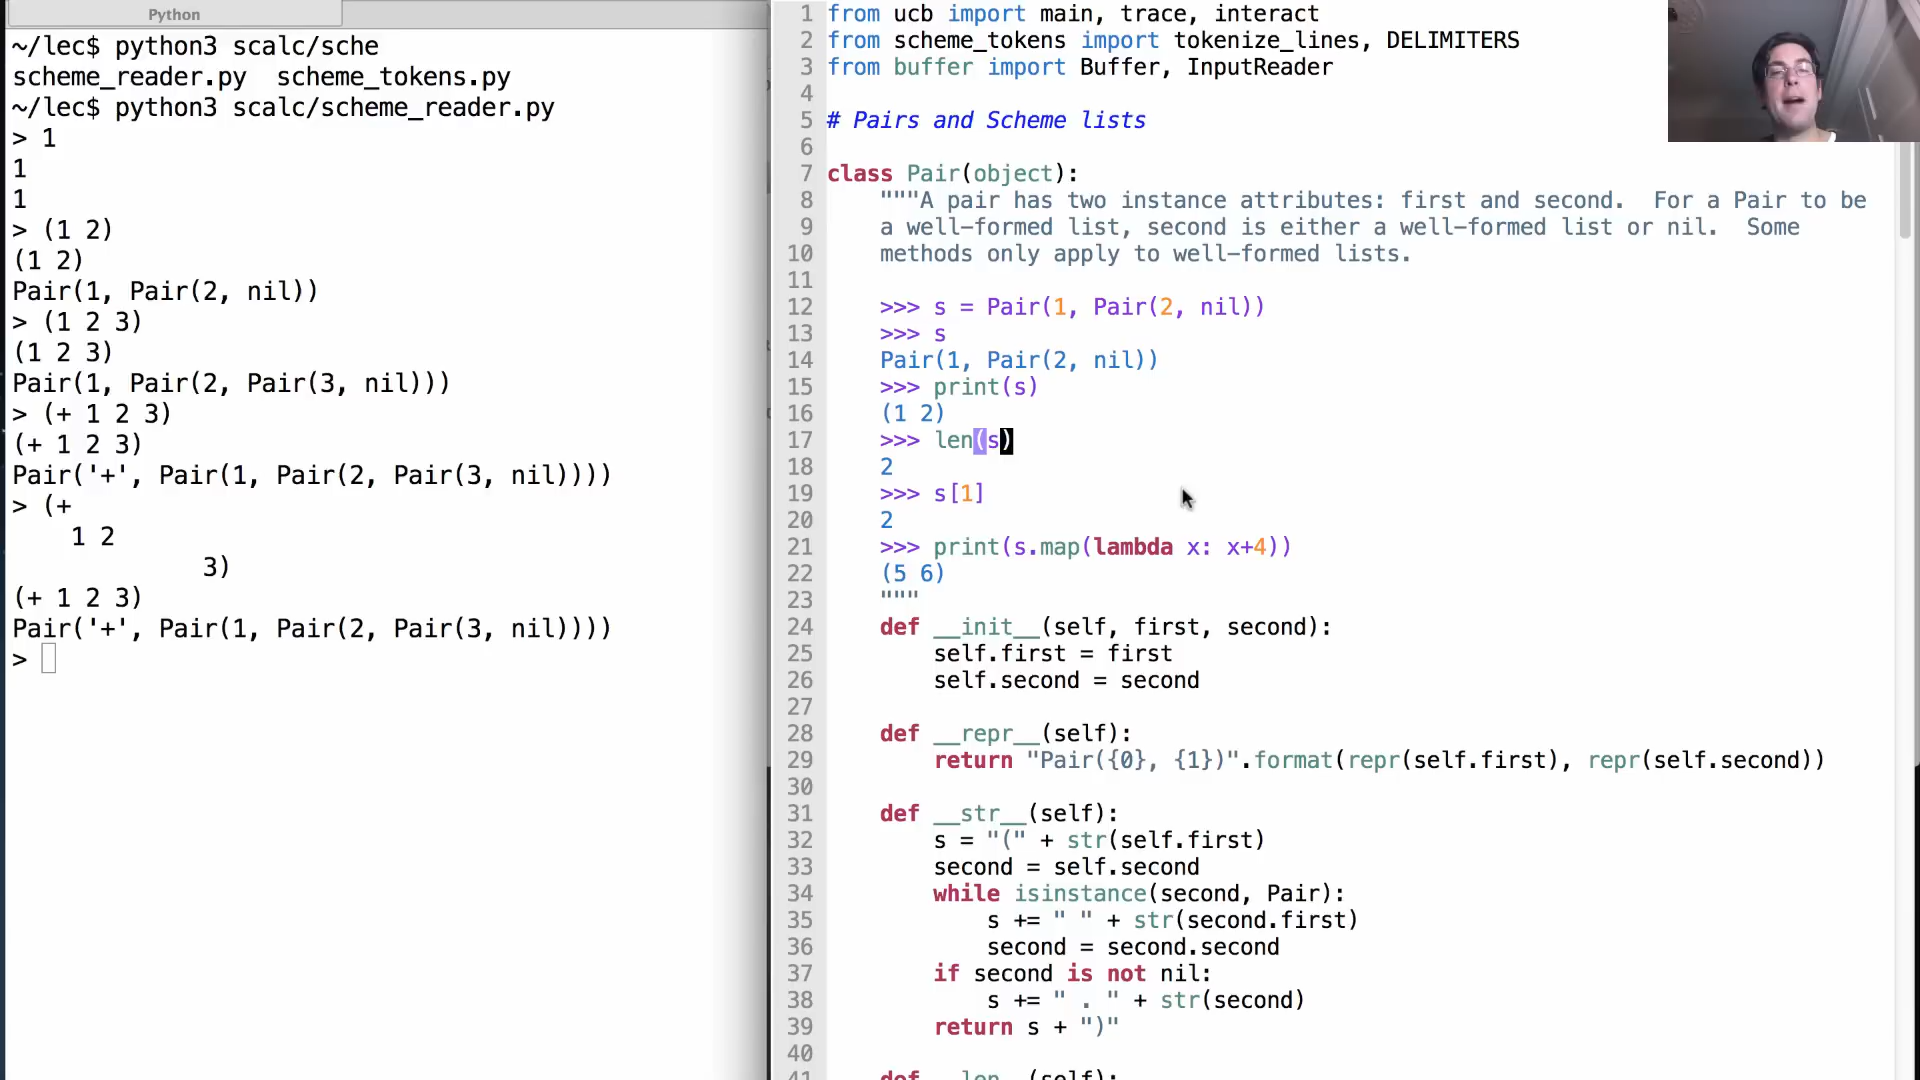 Python
~/lec$ python3 scalc/sche
scheme_reader.py  scheme_tokens.py
~/lec$ python3 scalc/scheme_reader.py
> 1
1
1
> (1 2)
(1 2)
Pair(1, Pair(2, nil))
> (1 2 3)
(1 2 3)
Pair(1, Pair(2, Pair(3, nil)))
> (+ 1 2 3)
(+ 1 2 3)
Pair('+', Pair(1, Pair(2, Pair(3, nil))))
> (+
    1 2
             3)
(+ 1 2 3)
Pair('+', Pair(1, Pair(2, Pair(3, nil))))
>
1 from ucb import main, trace, interact
2 from scheme_tokens import tokenize_lines, DELIMITERS
3 from buffer import Buffer, InputReader
4
5 # Pairs and Scheme lists
6
7 class Pair(object):
8     """A pair has two instance attributes: first and second.  For a Pair to be
9     a well-formed list, second is either a well-formed list or nil.  Some
10     methods only apply to well-formed lists.
11
12     >>> s = Pair(1, Pair(2, nil))
13     >>> s
14     Pair(1, Pair(2, nil))
15     >>> print(s)
16     (1 2)
17     >>> len(s)
18     2
19     >>> s[1]
20     2
21     >>> print(s.map(lambda x: x+4))
22     (5 6)
23     """
24     def __init__(self, first, second):
25         self.first = first
26         self.second = second
27
28     def __repr__(self):
29         return "Pair({0}, {1})".format(repr(self.first), repr(self.second))
30
31     def __str__(self):
32         s = "(" + str(self.first)
33         second = self.second
34         while isinstance(second, Pair):
35             s += " " + str(second.first)
36             second = second.second
37         if second is not nil:
38             s += " . " + str(second)
39         return s + ")"
40
41     def __len__(self):